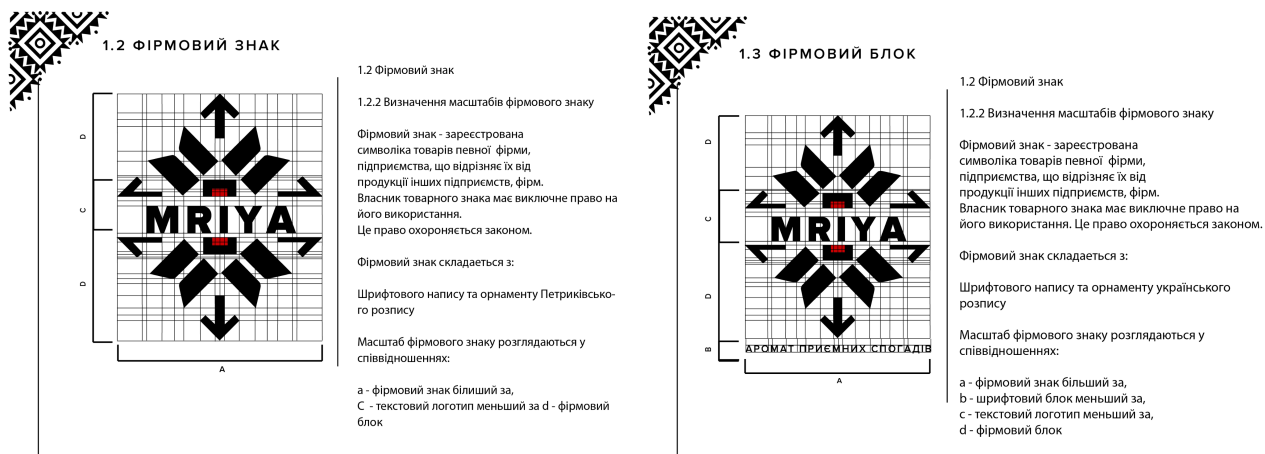 1.2 ФІРМОВИЙ ЗНАК
D
C
D
A
MRIYA
1.2 Фірмовий знак
1.2.2 Визначення масштабів фірмового знаку
Фірмовий знак - зареєстрована
символіка товарів певної фірми,
підприємства, що відрізняє їх від
продукції інших підприємств, фірм.
Власник товарного знака має виключне право на
його використання.
Це право охороняється законом.
Фірмовий знак складається з:
Шрифтового напису та орнаменту Петриківсько-
го розпису
Масштаб фірмового знаку розглядаються у
співвідношеннях:
а - фірмовий знак білиший за,
C - текстовий логотип меньший за d - фірмовий
блок
1.3 ФІРМОВИЙ БЛОК
D
C
D
B
A
MRIYA
АРОМАТ ПРИЄМНИХ СПОГАДІВ
1.2 Фірмовий знак
1.2.2 Визначення масштабів фірмового знаку
Фірмовий знак - зареєстрована
символіка товарів певної фірми,
підприємства, що відрізняє їх від
продукції інших підприємств, фірм.
Власник товарного знака має виключне право на
його використання. Це право охороняється законом.
Фірмовий знак складається з:
Шрифтового напису та орнаменту українського
розпису
Масштаб фірмового знаку розглядаються у
співвідношеннях:
а - фірмовий знак більший за,
b - шрифтовий блок меньший за,
c - текстовий логотип меньший за,
d - фірмовий блок